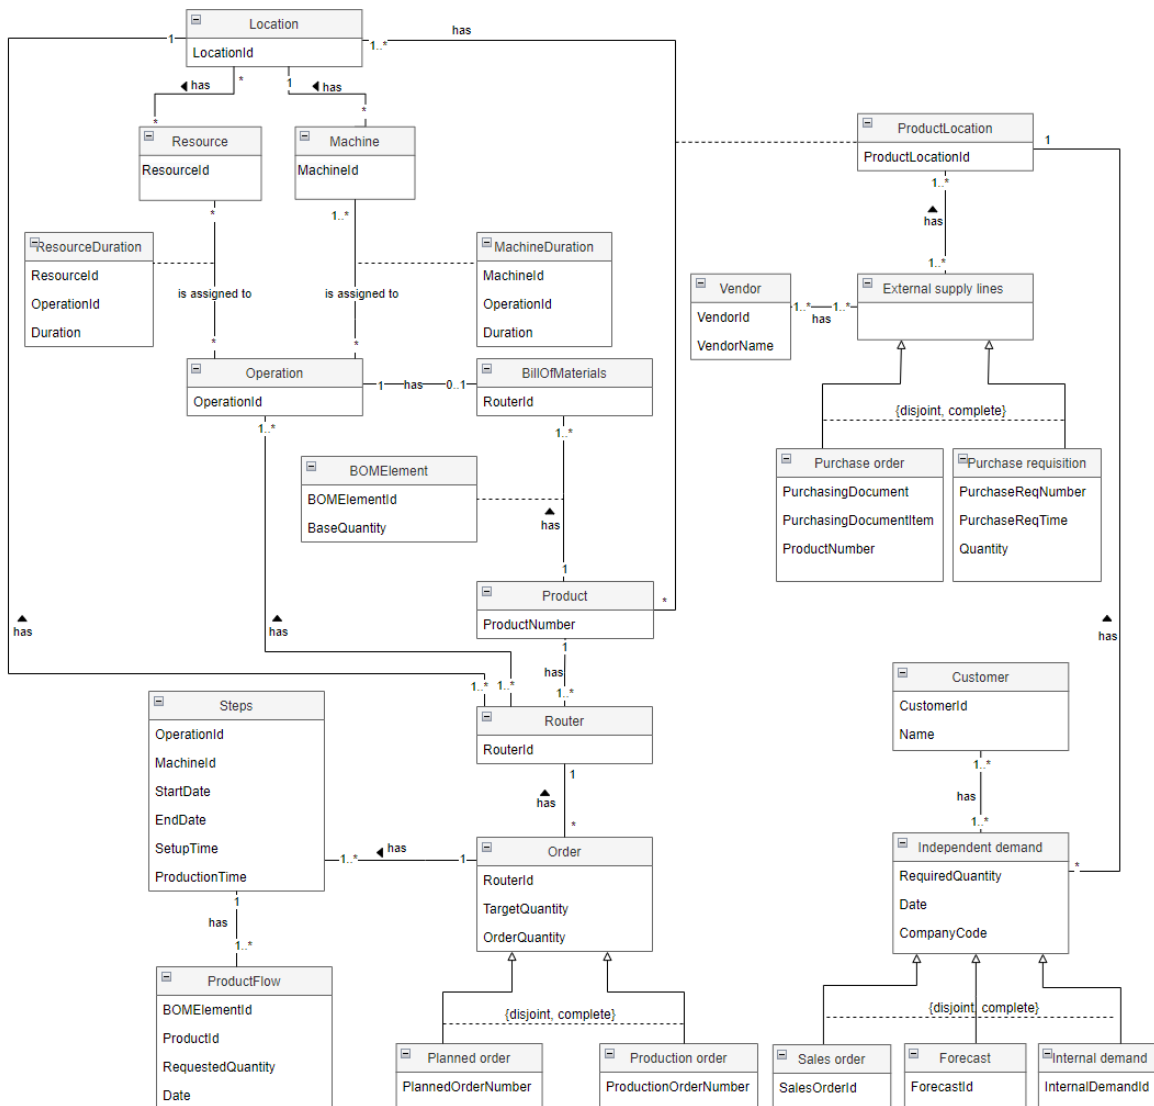 Location
LocationId
1
1..*
has
has
*
1
has
*
*
Resource
ResourceId
Machine
MachineId
ProductLocation
ProductLocationId
1
*
1..*
1..*
has
1..*
ResourceDuration
ResourceId
OperationId
Duration
is assigned to
is assigned to
MachineDuration
MachineId
OperationId
Duration
Vendor
VendorId
VendorName
1..*
1..*
has
External supply lines
*
*
Operation
OperationId
1
has
0..1
BillOfMaterials
RouterId
{disjoint, complete}
1..*
1..*
BOMElement
BOMElementId
BaseQuantity
has
Purchase order
PurchasingDocument
PurchasingDocumentItem
ProductNumber
Purchase requisition
PurchaseReqNumber
PurchaseReqTime
Quantity
1
Product
ProductNumber
*
has
has
has
1
has
1..*
1..*
1..*
Router
RouterId
1
has
*
Customer
CustomerId
Name
1..*
has
1..*
Steps
OperationId
MachineId
StartDate
EndDate
SetupTime
ProductionTime
1..*
has
1
Order
RouterId
TargetQuantity
OrderQuantity
Independent demand
RequiredQuantity
Date
CompanyCode
*
1
has
1..*
ProductFlow
BOMElementId
ProductId
RequestedQuantity
Date
{disjoint, complete}
Planned order
PlannedOrderNumber
Production order
ProductionOrderNumber
{disjoint, complete}
Sales order
SalesOrderId
Forecast
ForecastId
Internal demand
InternalDemandId